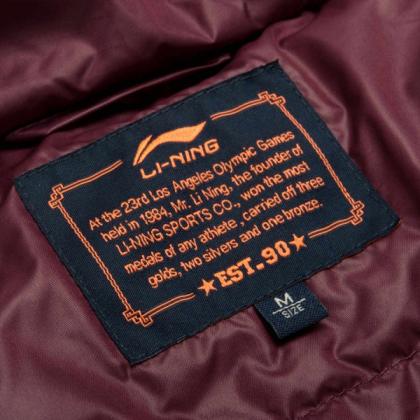 LI-NING
At the 23rd Los Angeles Olympic Games
held in 1984, Mr. Li Ning, the founder of
LI-NING SPORTS CO., won the most
medals of any athlete , carried off three
golds, two silvers and one bronze.
★EST.90★
M
SIZE